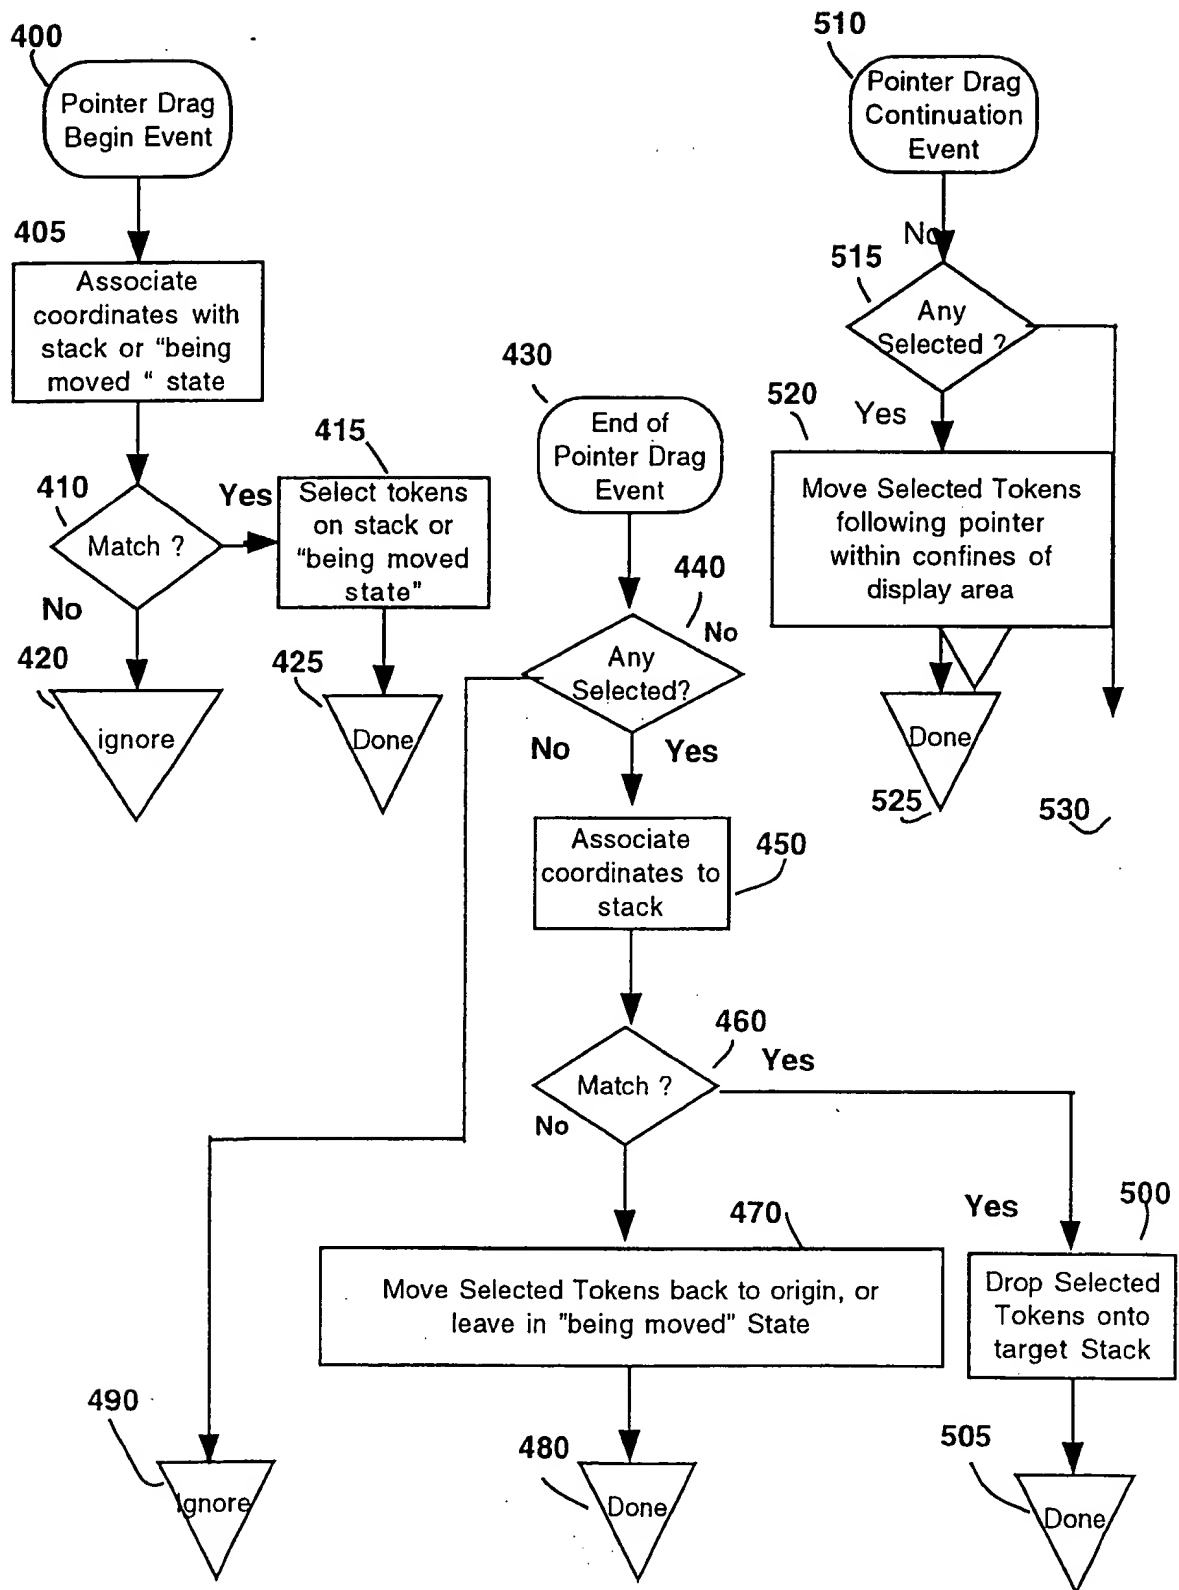 400
Pointer Drag
Begin Event
405
Associate
coordinates with
stack or “being
moved “ state
410
Match ?
Yes
No
415
Select tokens
on stack or
“being moved
state"
420
ignore
425
Done
430
End of
Pointer Drag
Event
440
No
Any
Selected?
No
Yes
Associate
coordinates to
stack
450
460
Match ?
Yes
No
470
Move Selected Tokens back to origin, or
leave in "being moved" State
480
Done
490
Ignore
Yes
500
Drop Selected
Tokens onto
target Stack
505
Done
510
Pointer Drag
Continuation
Event
No
515
Any
Selected ?
Yes
520
Move Selected Tokens
following pointer
within confines of
display area
Done
525
530